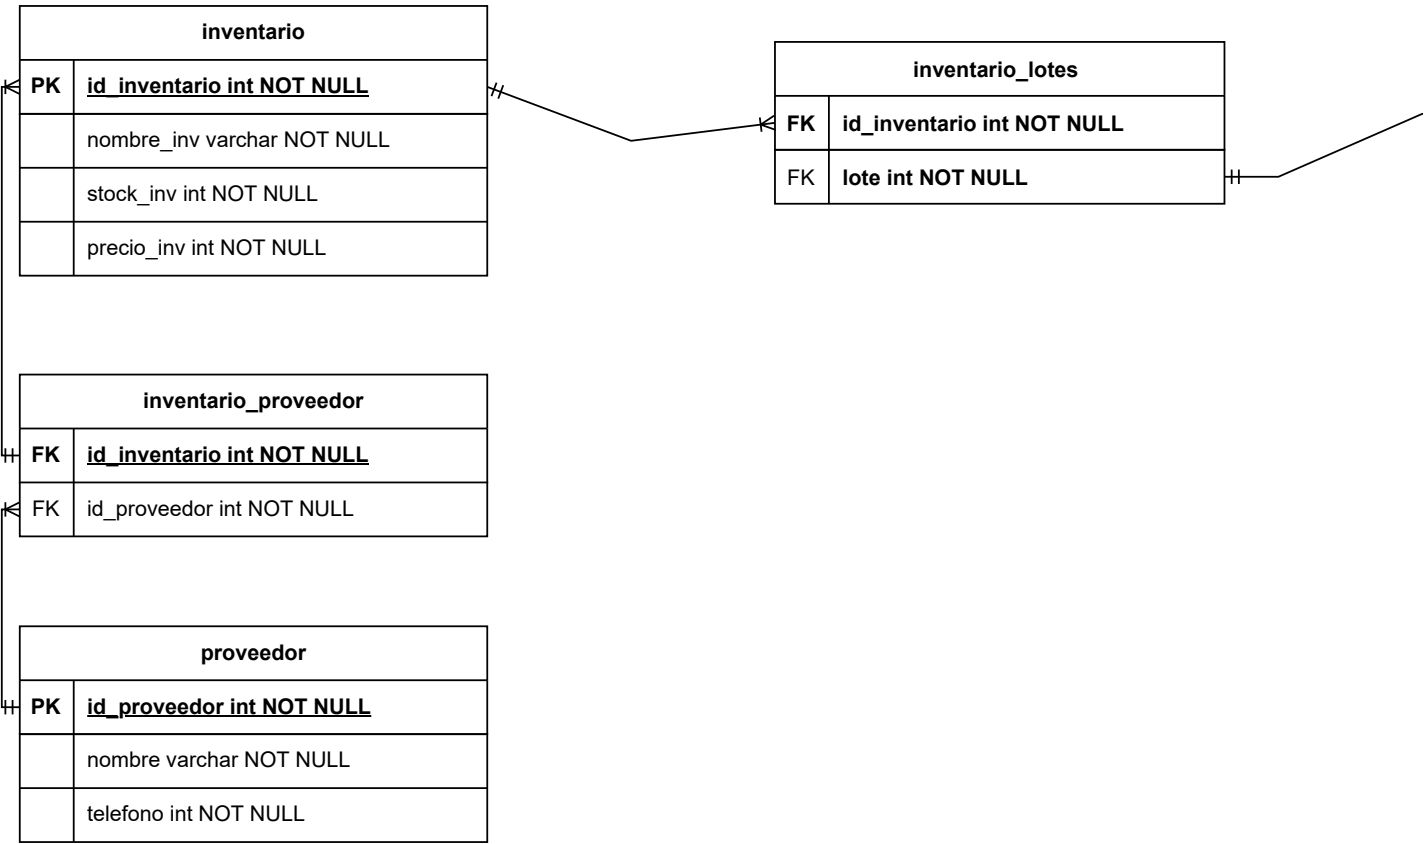 inventario
PK id_inventario int NOT NULL
nombre_inv varchar NOT NULL
stock_inv int NOT NULL
precio_inv int NOT NULL
inventario_lotes
FK id_inventario int NOT NULL
FK lote int NOT NULL
inventario_proveedor
FK id_inventario int NOT NULL
FK id_proveedor int NOT NULL
proveedor
PK id_proveedor int NOT NULL
nombre varchar NOT NULL
telefono int NOT NULL